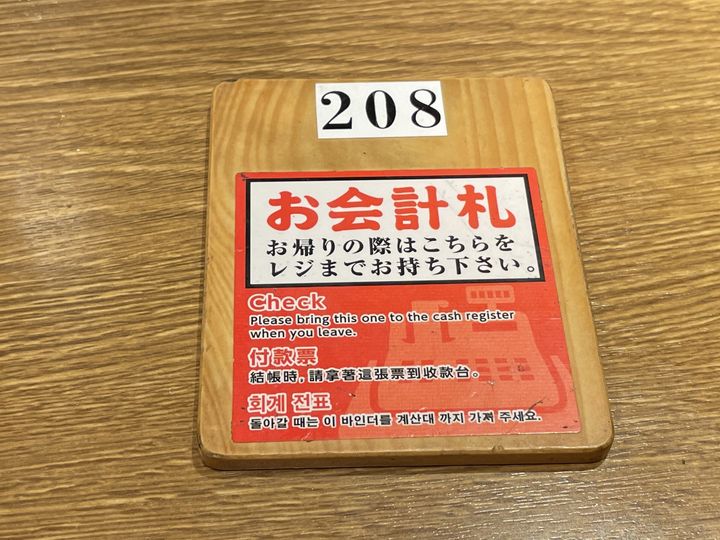 208
お会計札
お帰りの際はこちらを
レジまでお持ち下さい。
Check
Please bring this one to the cash register
when you leave.
付款票
結帳時,請拿著這張票到收款台。
회계 전표
돌아갈 때는 이 바인더를 계산대 까지 가져 주세요.